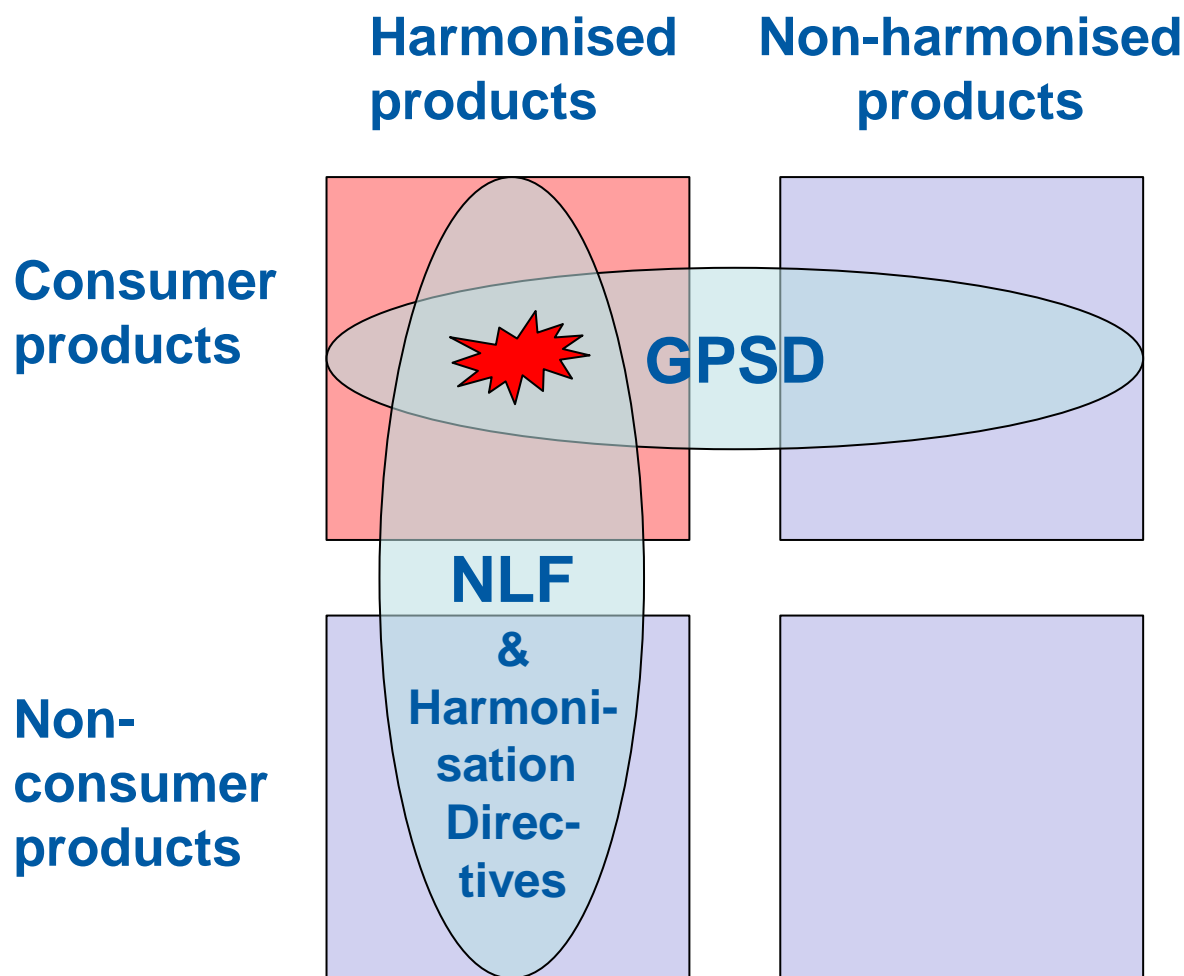 Harmonised
products
Non-harmonised
products
Consumer
products
GPSD
NLF
&
Harmoni-
sation
Direc-
tives
Non-
consumer
products